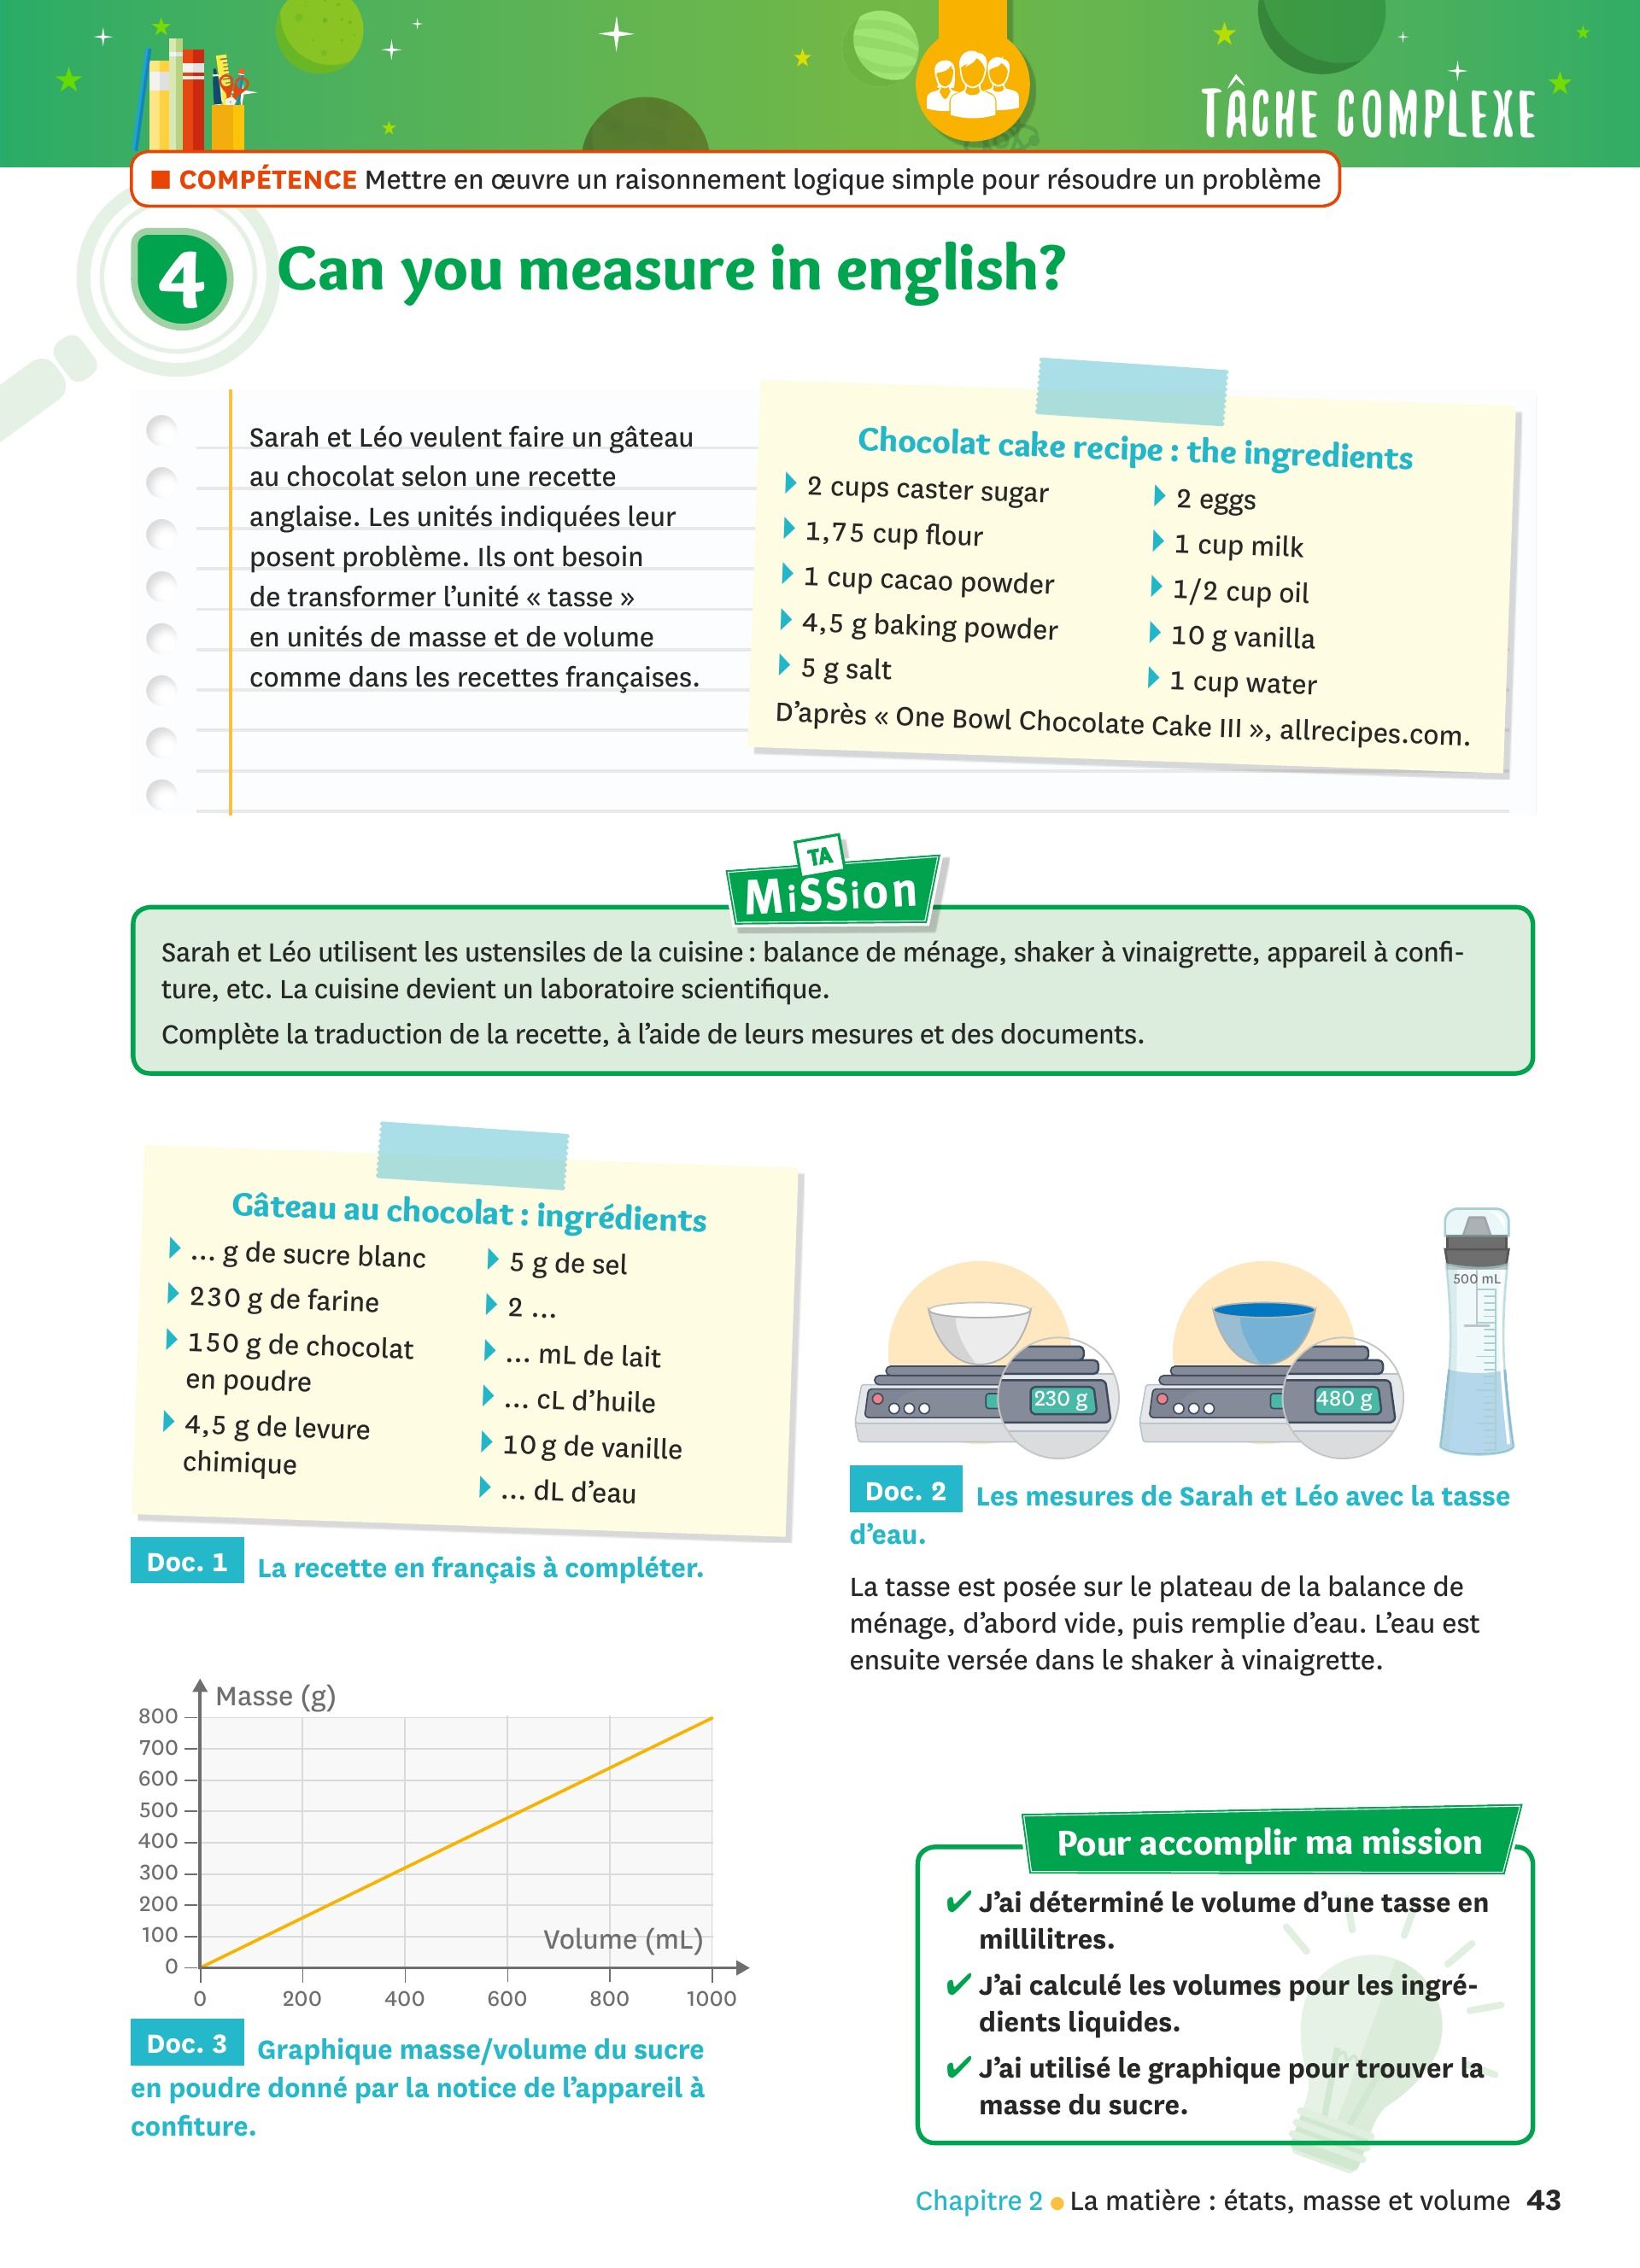 TÂCHE COMPLEXE
COMPÉTENCE Mettre en œuvre un raisonnement logique simple pour résoudre un problème
4 Can you measure in english?
Sarah et Léo veulent faire un gâteau
au chocolat selon une recette
anglaise. Les unités indiquées leur
posent problème. Ils ont besoin
de transformer l'unité « tasse »
en unités de masse et de volume
comme dans les recettes françaises.
Chocolat cake recipe : the ingredients
2 cups caster sugar
1,75 cup flour
1 cup cacao powder
4,5 g baking powder
5 g salt
2 eggs
1 cup milk
1/2 cup oil
10 g vanilla
1 cup water
D'après « One Bowl Chocolate Cake III », allrecipes.com.
TA
MiSSion
Sarah et Léo utilisent les ustensiles de la cuisine : balance de ménage, shaker à vinaigrette, appareil à confi-
ture, etc. La cuisine devient un laboratoire scientifique.
Complète la traduction de la recette, à l'aide de leurs mesures et des documents.
Gâteau au chocolat : ingrédients
... g de sucre blanc
230 g de farine
150 g de chocolat
en poudre
4,5 g de levure
chimique
5 g de sel
2 ...
... mL de lait
... cL d'huile
10 g de vanille
... dL d'eau
Doc. 1 La recette en français à compléter.
230 g
480 g
500 mL
Doc. 2 Les mesures de Sarah et Léo avec la tasse
d'eau.
La tasse est posée sur le plateau de la balance de
ménage, d'abord vide, puis remplie d'eau. L'eau est
ensuite versée dans le shaker à vinaigrette.
Masse (g)
800
700
600
500
400
300
200
100
0
Volume (mL)
0 200 400 600 800 1000
Doc. 3 Graphique masse/volume du sucre
en poudre donné par la notice de l'appareil à
confiture.
Pour accomplir ma mission
✔ J'ai déterminé le volume d'une tasse en
millilitres.
✔ J'ai calculé les volumes pour les ingré-
dients liquides.
✔ J'ai utilisé le graphique pour trouver la
masse du sucre.
Chapitre 2 ● La matière : états, masse et volume 43